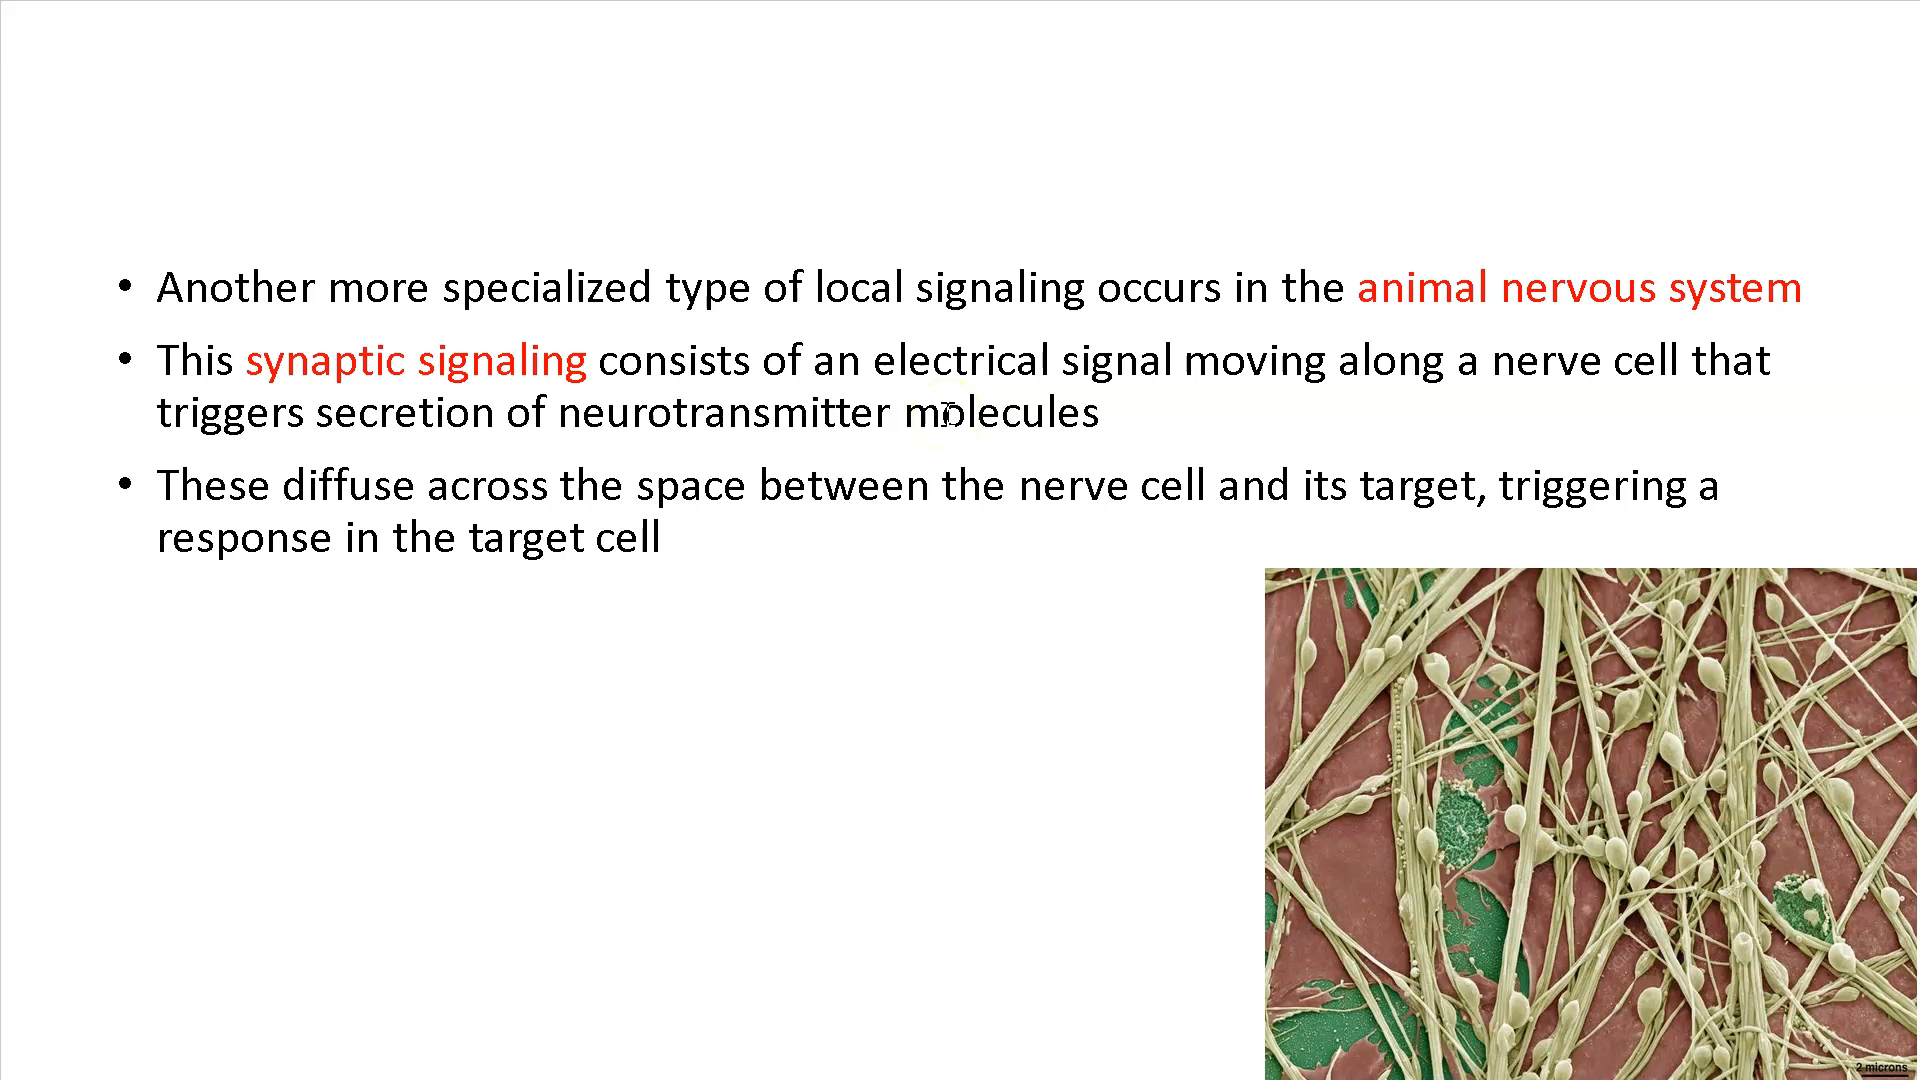 • Another more specialized type of local signaling occurs in the animal nervous system
• This synaptic signaling consists of an electrical signal moving along a nerve cell that
triggers secretion of neurotransmitter molecules
• These diffuse across the space between the nerve cell and its target, triggering a
response in the target cell
2 microns